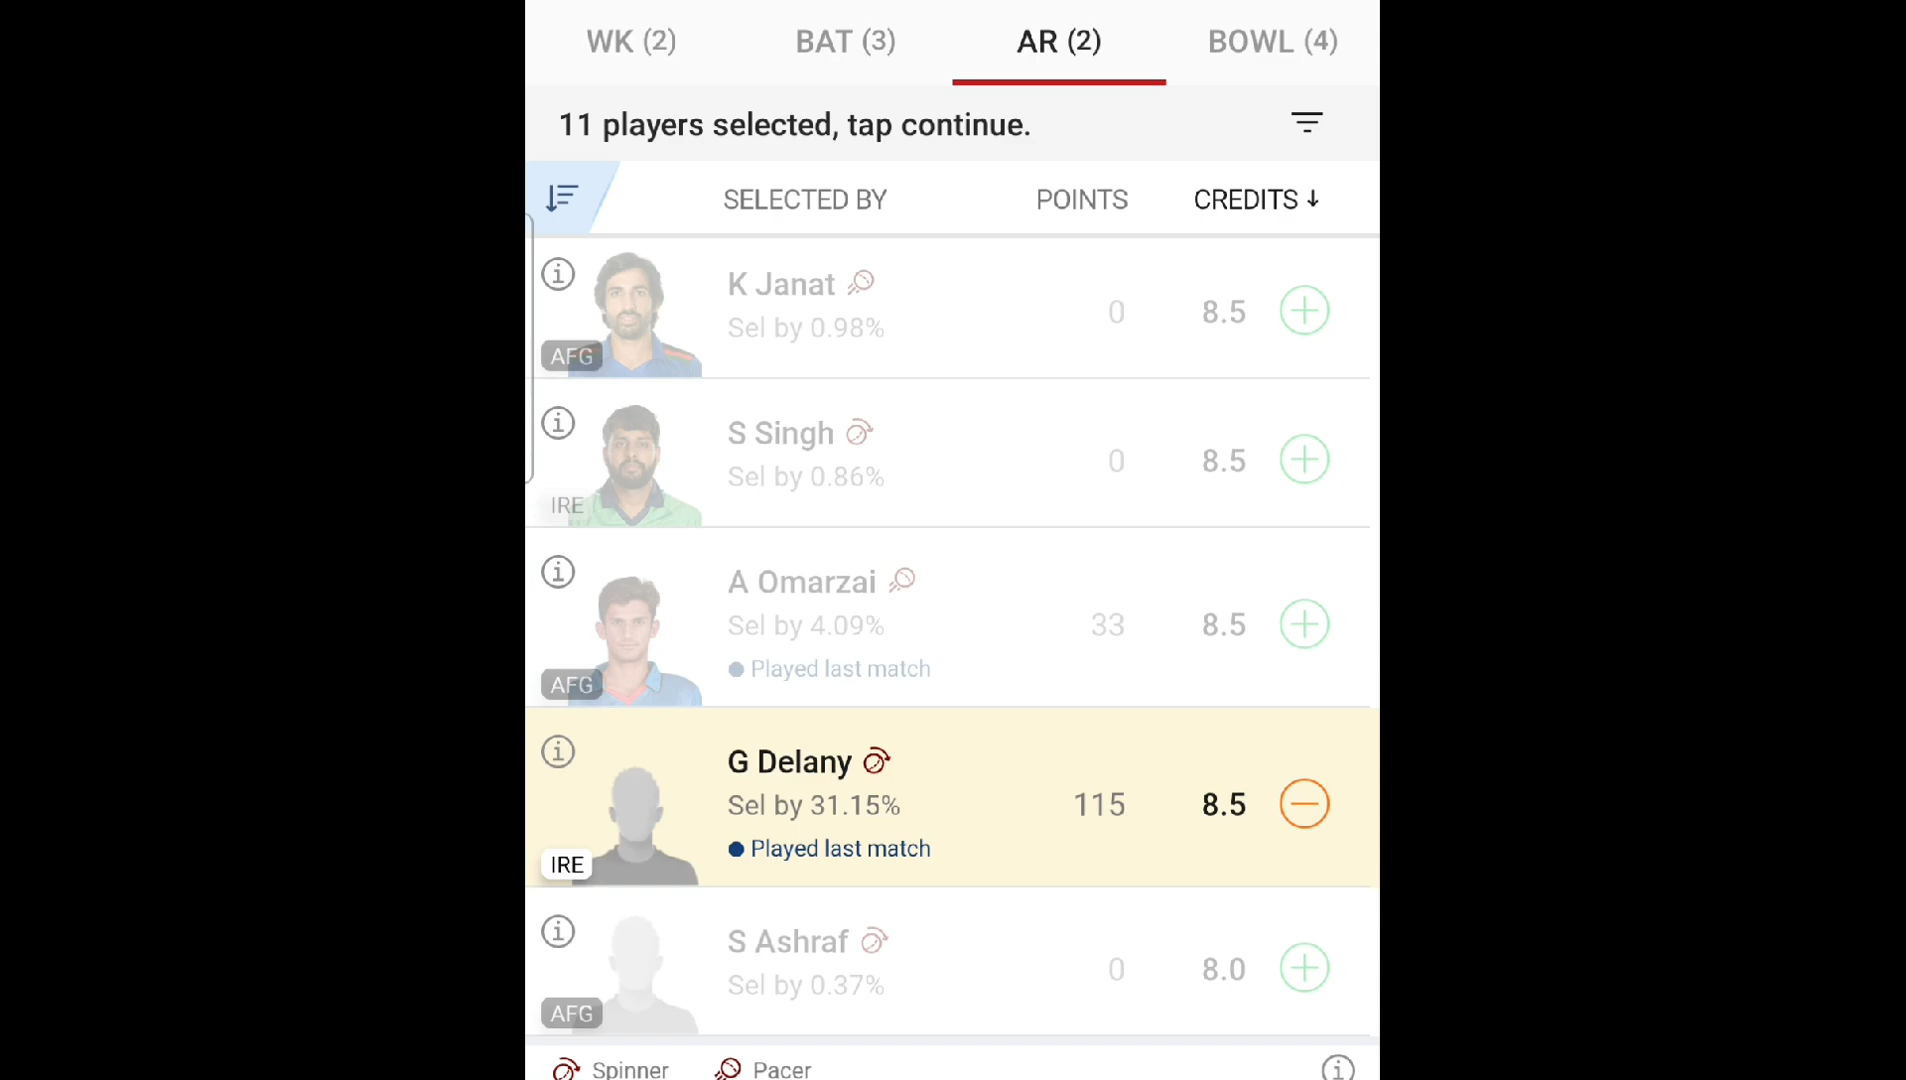 WK (2) BAT (3) AR (2) BOWL (4)
11 players selected, tap continue.
SELECTED BY POINTS CREDITS ↓
K Janat
Sel by 0.98%
0 8.5
AFG
S Singh
Sel by 0.86%
0 8.5
IRE
A Omarzai
Sel by 4.09%
33 8.5
Played last match
AFG
G Delany
Sel by 31.15%
115 8.5
Played last match
IRE
S Ashraf
Sel by 0.37%
0 8.0
AFG
Spinner Pacer